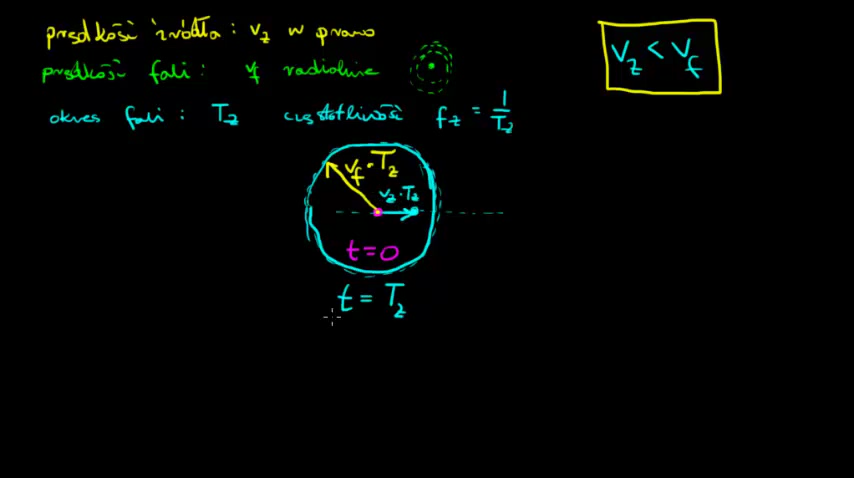 prędkość źródła : v_z w prawo
prędkość fali : v_f radialnie
okres fali : T_z częstotliwość f_z = 1/T_z
v_z < v_f
v_f · T_z
v_z · T_z
t = 0
t = T_z